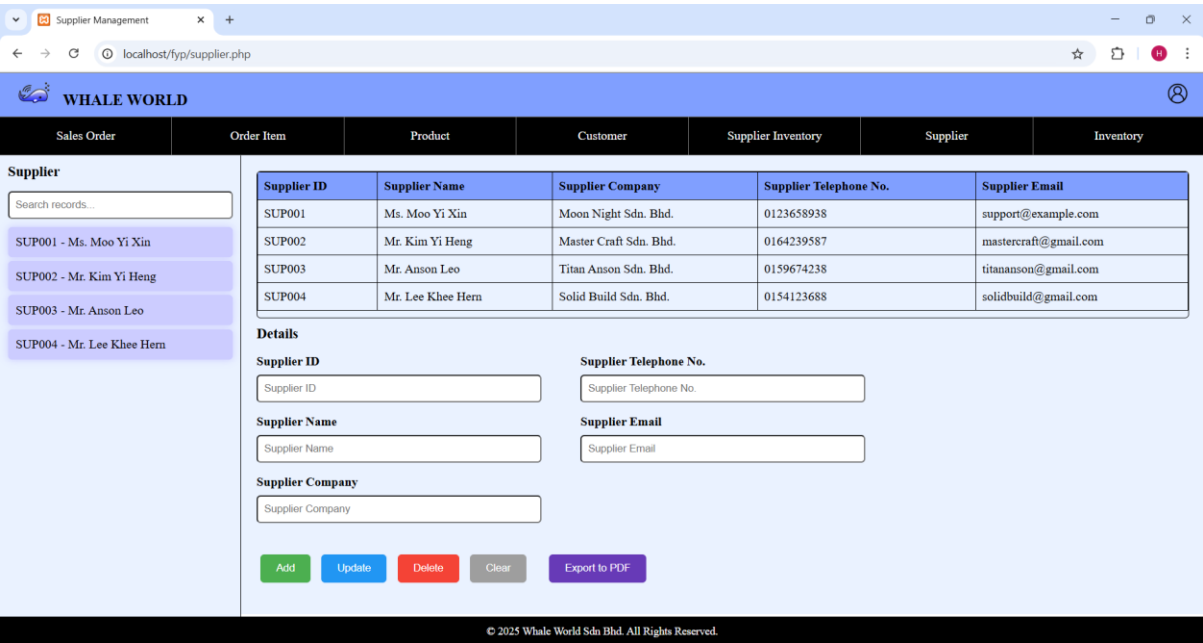 Supplier Management
localhost/fyp/supplier.php
H
WHALE WORLD
Sales Order Order Item Product Customer Supplier Inventory Supplier Inventory
Supplier
Search records...
SUP001 - Ms. Moo Yi Xin
SUP002 - Mr. Kim Yi Heng
SUP003 - Mr. Anson Leo
SUP004 - Mr. Lee Khee Hern
Supplier ID Supplier Name Supplier Company Supplier Telephone No. Supplier Email
SUP001 Ms. Moo Yi Xin Moon Night Sdn. Bhd. 0123658938 support@example.com
SUP002 Mr. Kim Yi Heng Master Craft Sdn. Bhd. 0164239587 mastercraft@gmail.com
SUP003 Mr. Anson Leo Titan Anson Sdn. Bhd. 0159674238 titananson@gmail.com
SUP004 Mr. Lee Khee Hern Solid Build Sdn. Bhd. 0154123688 solidbuild@gmail.com
Details
Supplier ID Supplier Telephone No.
Supplier ID Supplier Telephone No.
Supplier Name Supplier Email
Supplier Name Supplier Email
Supplier Company
Supplier Company
Add Update Delete Clear Export to PDF
© 2025 Whale World Sdn Bhd. All Rights Reserved.